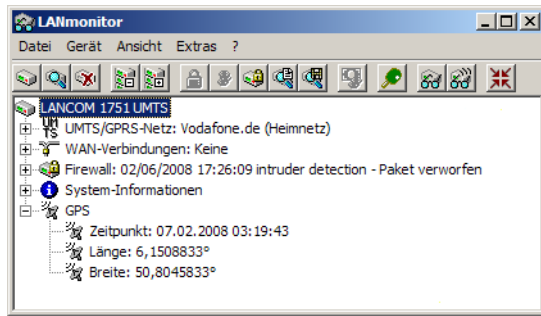 LANmonitor
Datei Gerät Ansicht Extras ?
LANCOM 1751 UMTS
UMTS UMTS/GPRS-Netz: Vodafone.de (Heimnetz)
WAN-Verbindungen: Keine
Firewall: 02/06/2008 17:26:09 intruder detection - Paket verworfen
System-Informationen
GPS
Zeitpunkt: 07.02.2008 03:19:43
Länge: 6,1508833°
Breite: 50,8045833°